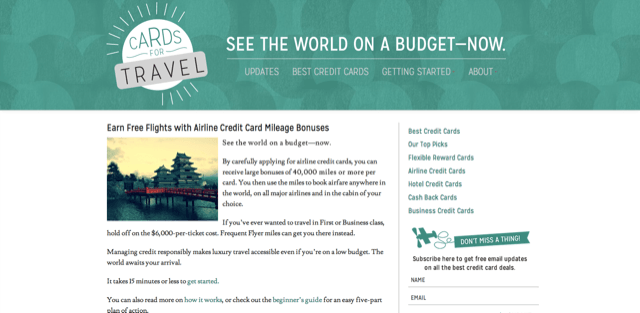 CARDS
FOR
TRAVEL
SEE THE WORLD ON A BUDGET—NOW.
UPDATES BEST CREDIT CARDS GETTING STARTED ABOUT
Earn Free Flights with Airline Credit Card Mileage Bonuses
See the world on a budget—now.
By carefully applying for airline credit cards, you can
receive large bonuses of 40,000 miles or more per
card. You then use the miles to book airfare anywhere in
the world, on all major airlines and in the cabin of your
choice.
If you've ever wanted to travel in First or Business class,
hold off on the $6,000-per-ticket cost. Frequent Flyer miles can get you there instead.
Managing credit responsibly makes luxury travel accessible even if you're on a low budget. The
world awaits your arrival.
It takes 15 minutes or less to get started.
You can also read more on how it works, or check out the beginner's guide for an easy five-part
plan of action.
Best Credit Cards
Our Top Picks
Flexible Reward Cards
Airline Credit Cards
Hotel Credit Cards
Cash Back Cards
Business Credit Cards
DON'T MISS A THING!
Subscribe here to get free email updates
on all the best credit card deals.
NAME
EMAIL